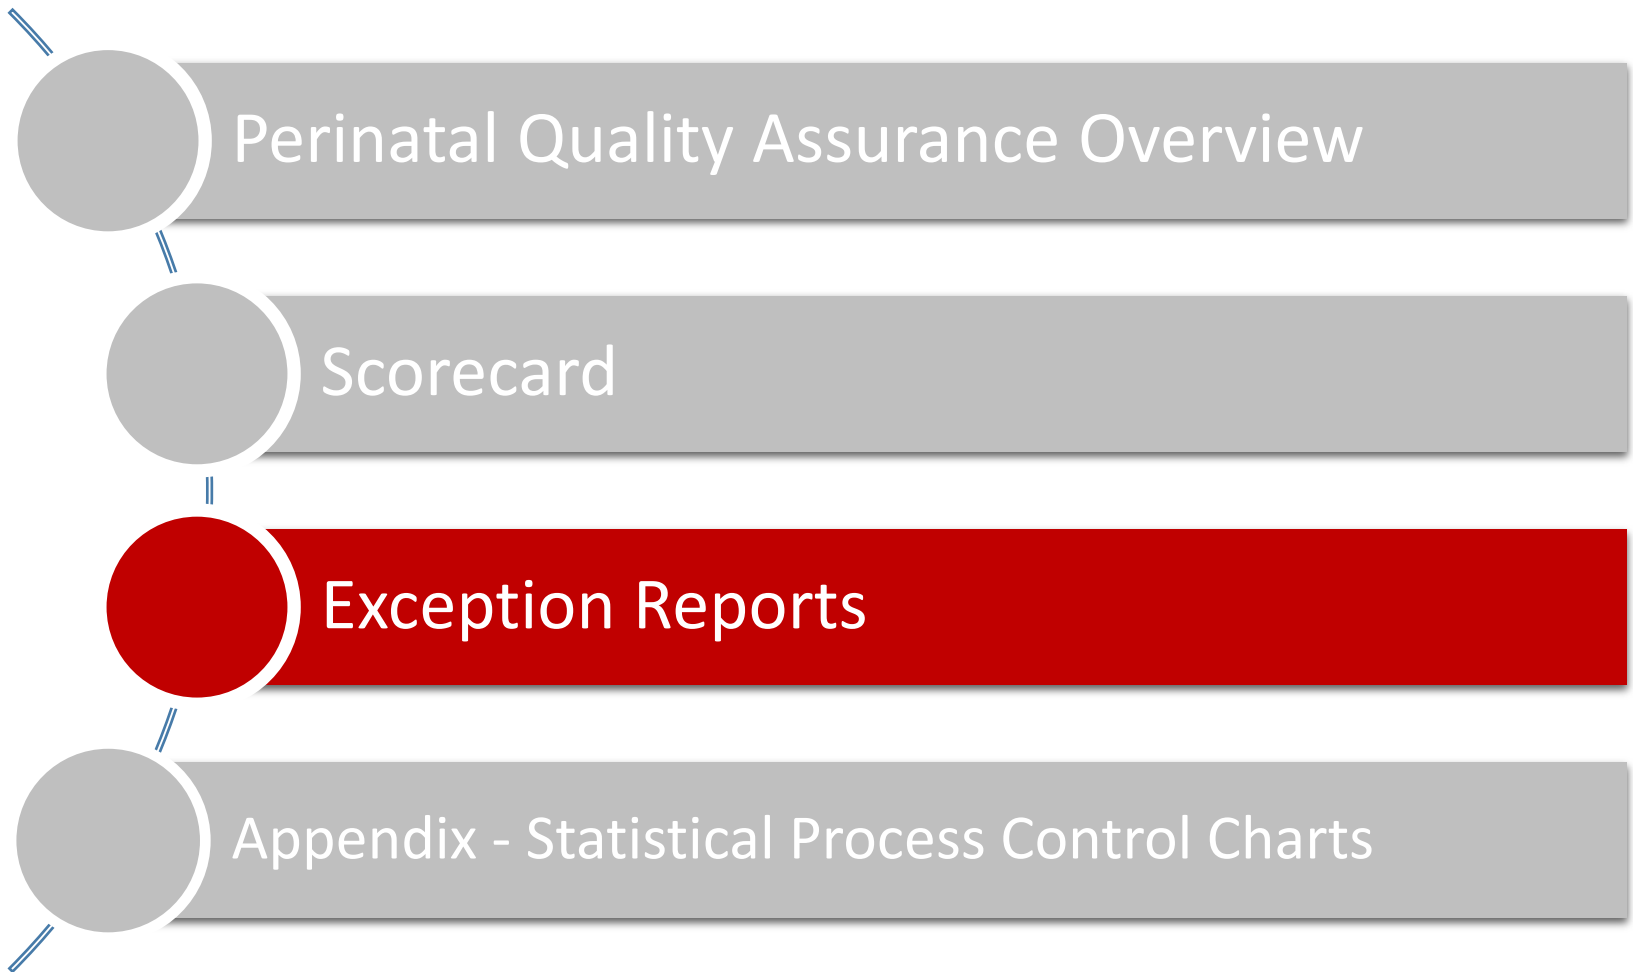 Perinatal Quality Assurance Overview
Scorecard
Exception Reports
Appendix - Statistical Process Control Charts